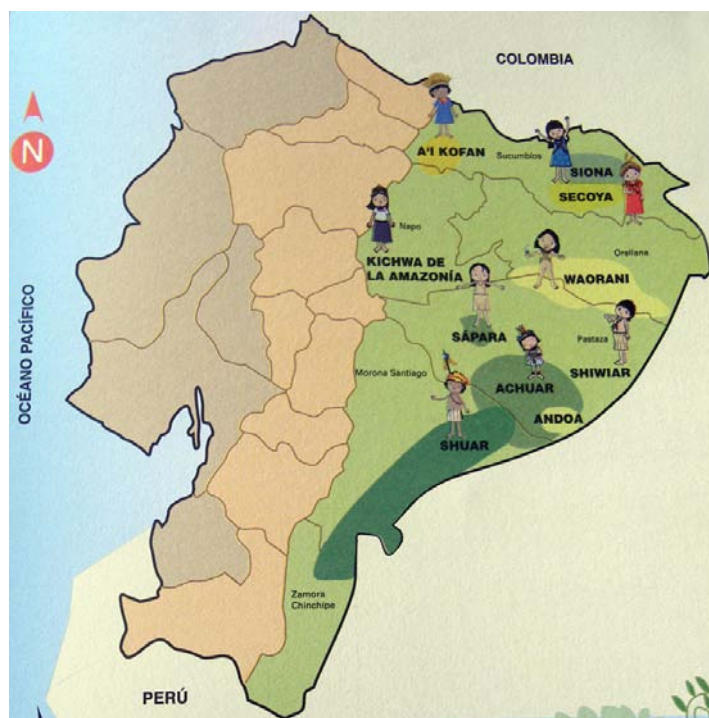 COLOMBIA
N
A'I KOFAN
Sucumbíos
SIONA
SECOYA
Napo
KICHWA DE
LA AMAZONÍA
Orellana
WAORANI
OCÉANO PACÍFICO
SÁPARA
Pastaza
SHIWIAR
Morona Santiago
ACHUAR
ANDOA
SHUAR
Zamora
Chinchipe
PERÚ